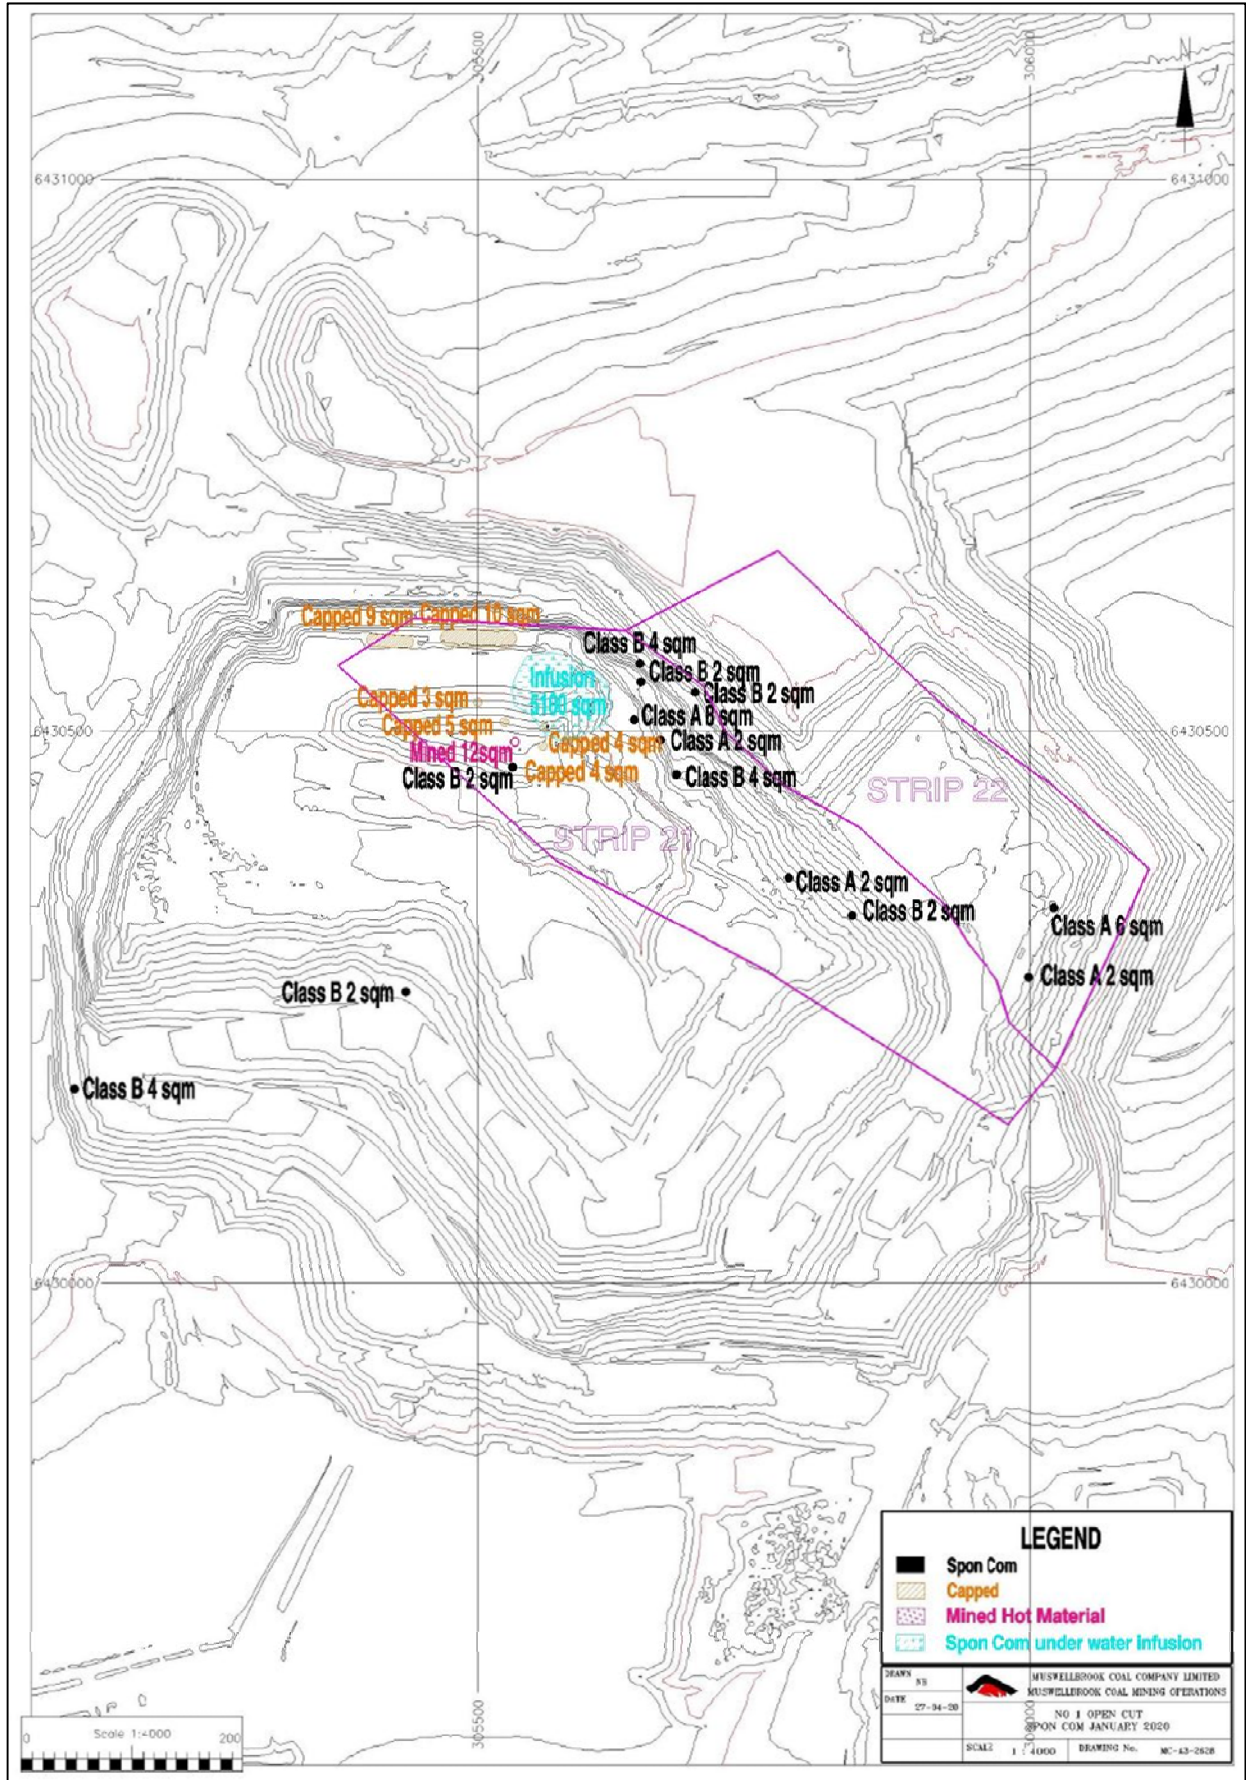 305500
306000
N
6431000
6431000
Capped 9 sqm
Capped 10 sqm
Class B 4 sqm
Class B 2 sqm
Infusion
5100 sqm
Class B 2 sqm
Capped 3 sqm
Class A 8 sqm
Capped 5 sqm
6430500
6430500
Capped 4 sqm
Class A 2 sqm
Mined 12sqm
Capped 4 sqm
Class B 2 sqm
Class B 4 sqm
STRIP 22
STRIP 21
Class A 2 sqm
Class B 2 sqm
Class A 6 sqm
Class A 2 sqm
Class B 2 sqm
Class B 4 sqm
6430000
6430000
LEGEND
Spon Com
Capped
Mined Hot Material
Spon Com under water infusion
DRAWN
NB
DATE
27-04-20
MUSWELLBROOK COAL COMPANY LIMITED
MUSWELLBROOK COAL MINING OPERATIONS
NO 1 OPEN CUT
SPON COM JANUARY 2020
SCALE
1 : 4000
DRAWING No.
MC-A3-2628
0
Scale 1:4000
200
305500
306000